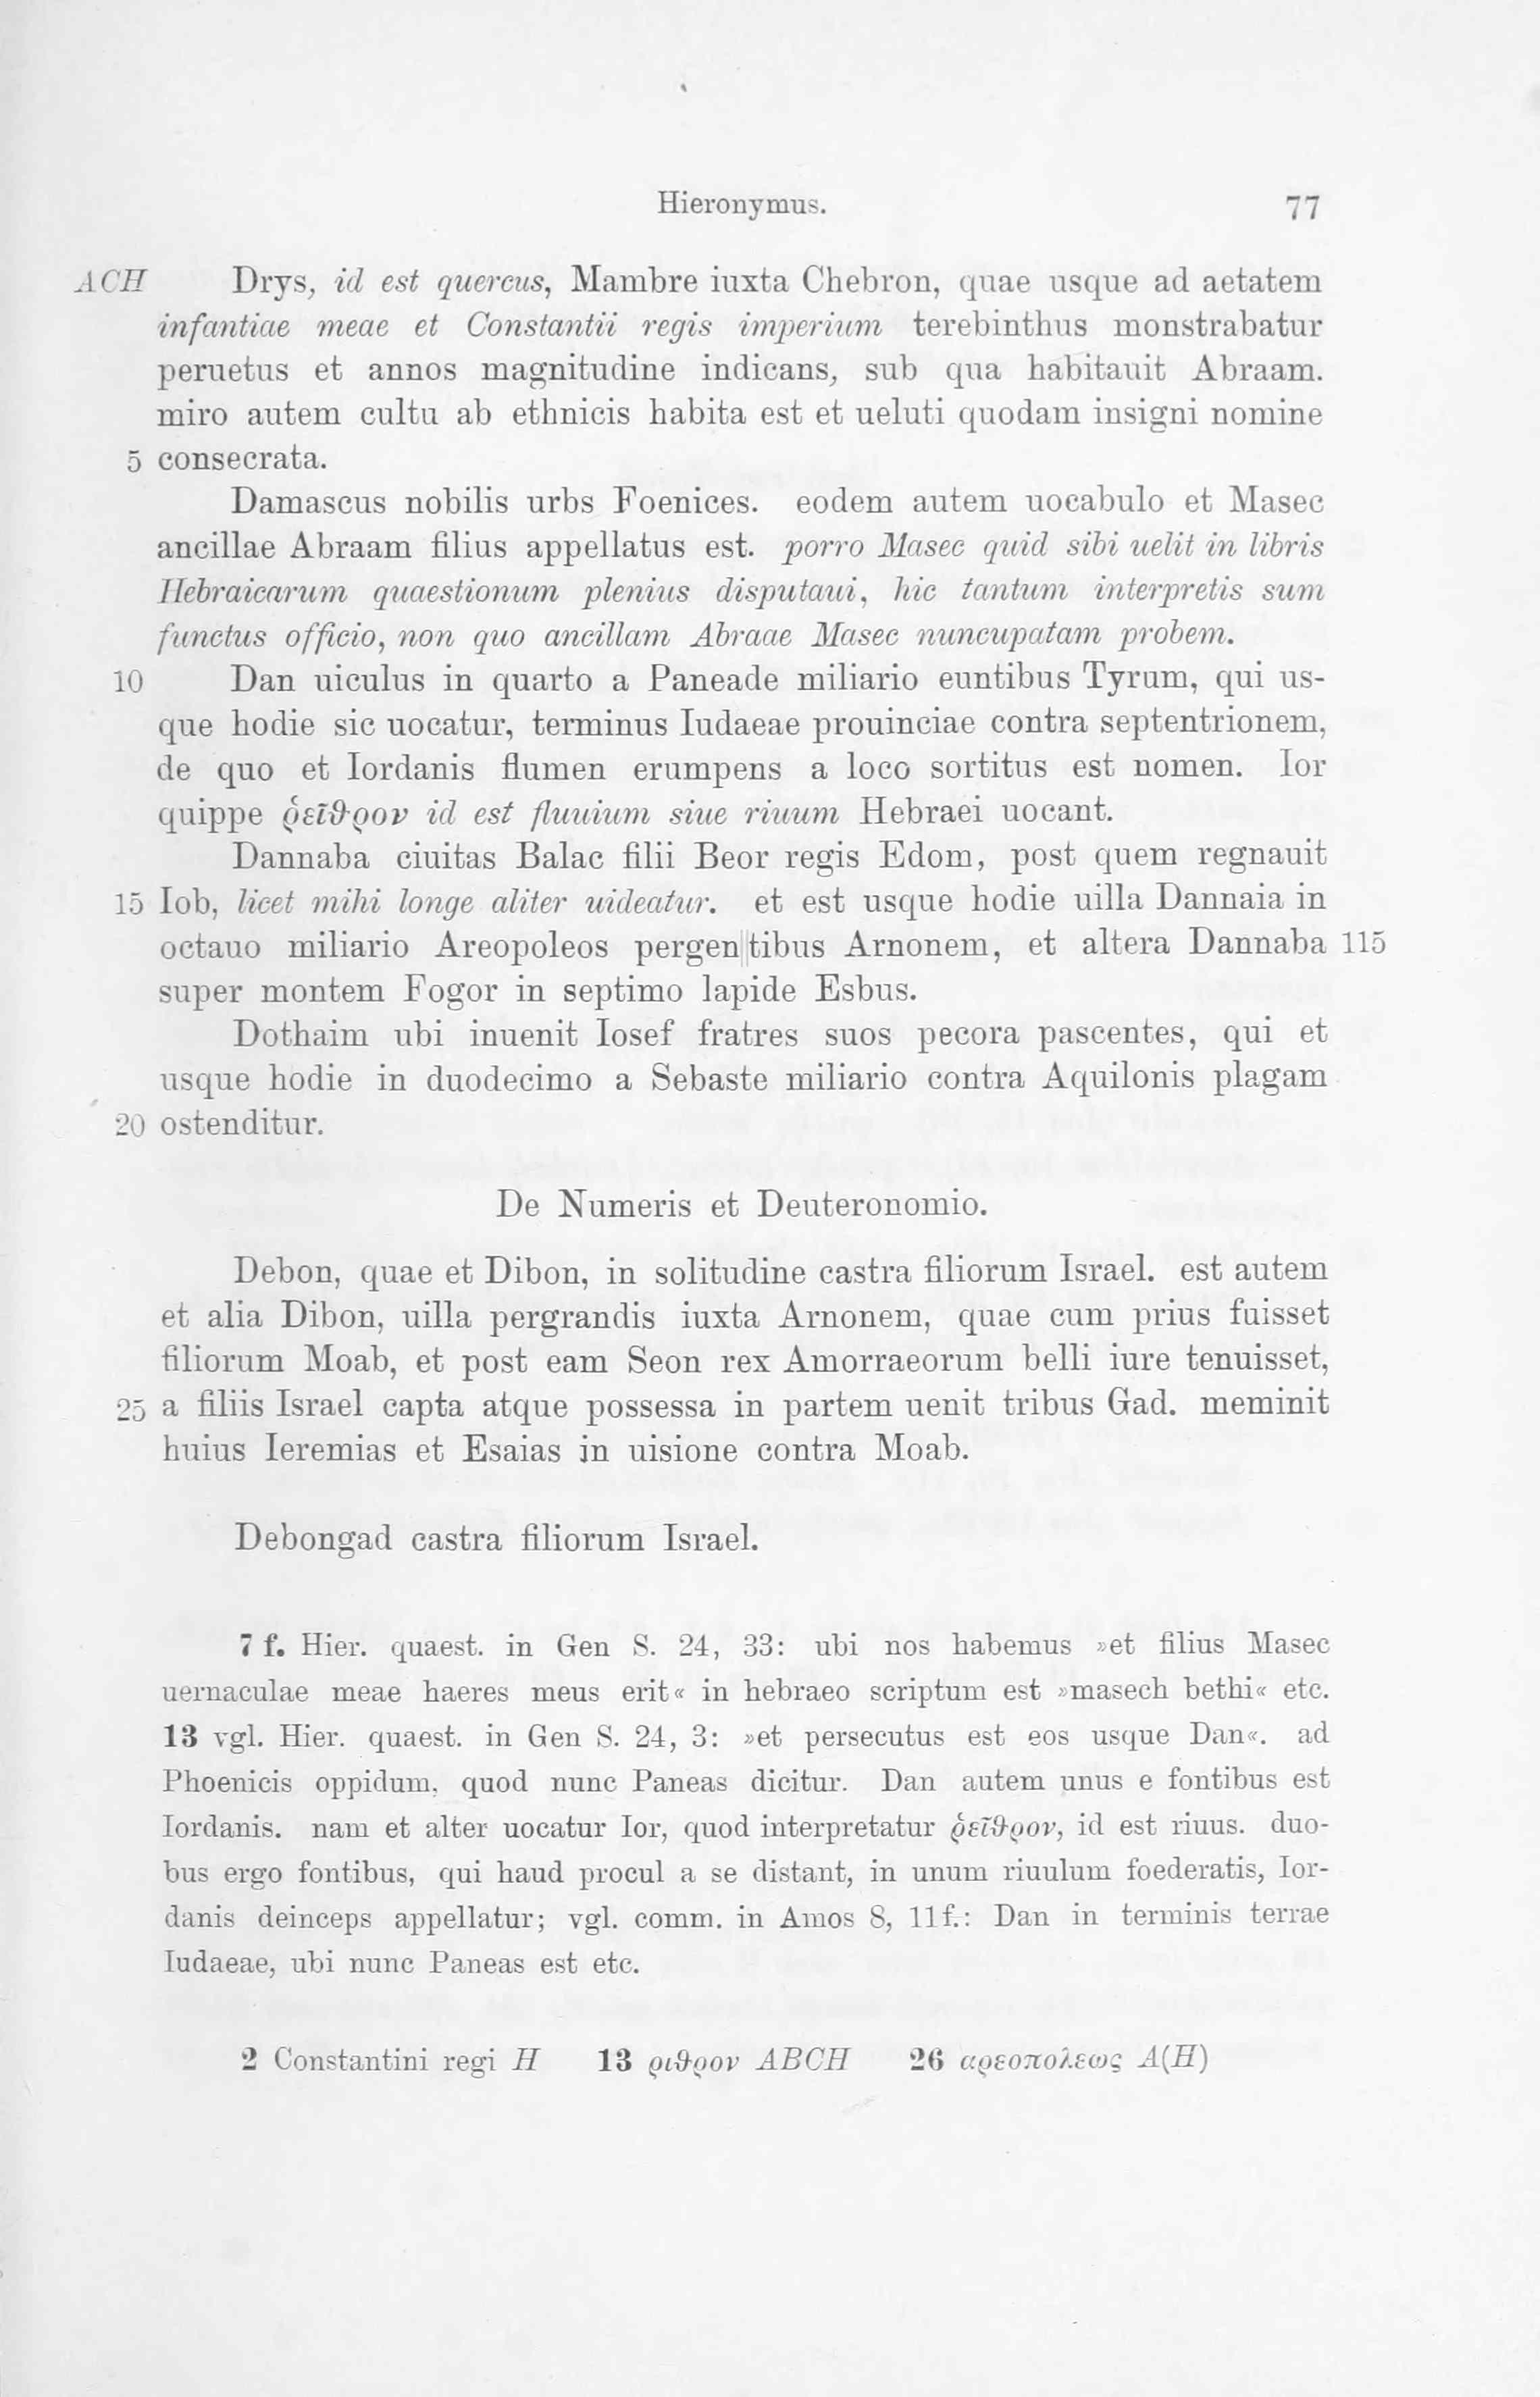 Hieronymus. 77
ACH Drys, id est quercus, Mambre iuxta Chebron, quae usque ad aetatem
infantiae meae et Constantii regis imperium terebinthus monstrabatur
peruetus et annos magnitudine indicans, sub qua habitauit Abraam.
miro autem cultu ab ethnicis habita est et ueluti quodam insigni nomine
5 consecrata.
Damascus nobilis urbs Foenices. eodem autem uocabulo et Masec
ancillae Abraam filius appellatus est. porro Masec quid sibi uelit in libris
Hebraicarum quaestionum plenius disputaui, hic tantum interpretis sum
functus officio, non quo ancillam Abraae Masec nuncupatam probem.
10 Dan uiculus in quarto a Paneade miliario euntibus Tyrum, qui us-
que hodie sic uocatur, terminus Iudaeae prouinciae contra septentrionem,
de quo et Iordanis flumen erumpens a loco sortitus est nomen. Ior
quippe ῥεῖθρον id est fluuium siue riuum Hebraei uocant.
Dannaba ciuitas Balac filii Beor regis Edom, post quem regnauit
15 Iob, licet mihi longe aliter uideatur. et est usque hodie uilla Dannaia in
octauo miliario Areopoleos pergen||tibus Arnonem, et altera Dannaba 115
super montem Fogor in septimo lapide Esbus.
Dothaim ubi inuenit Iosef fratres suos pecora pascentes, qui et
usque hodie in duodecimo a Sebaste miliario contra Aquilonis plagam
20 ostenditur.
De Numeris et Deuteronomio.
Debon, quae et Dibon, in solitudine castra filiorum Israel. est autem
et alia Dibon, uilla pergrandis iuxta Arnonem, quae cum prius fuisset
filiorum Moab, et post eam Seon rex Amorraeorum belli iure tenuisset,
25 a filiis Israel capta atque possessa in partem uenit tribus Gad. meminit
huius Ieremias et Esaias in uisione contra Moab.
Debongad castra filiorum Israel.
7 f. Hier. quaest. in Gen S. 24, 33: ubi nos habemus »et filius Masec
uernaculae meae haeres meus erit« in hebraeo scriptum est »masech bethi« etc.
13 vgl. Hier. quaest. in Gen S. 24, 3: »et persecutus est eos usque Dan«. ad
Phoenicis oppidum, quod nunc Paneas dicitur. Dan autem unus e fontibus est
Iordanis. nam et alter uocatur Ior, quod interpretatur ῥεῖθρον, id est riuus. duo-
bus ergo fontibus, qui haud procul a se distant, in unum riuulum foederatis, Ior-
danis deinceps appellatur; vgl. comm. in Amos 8, 11f.: Dan in terminis terrae
Iudaeae, ubi nunc Paneas est etc.
2 Constantini regi H 13 ριθρον ABCH 26 αρεοπολεως A(H)